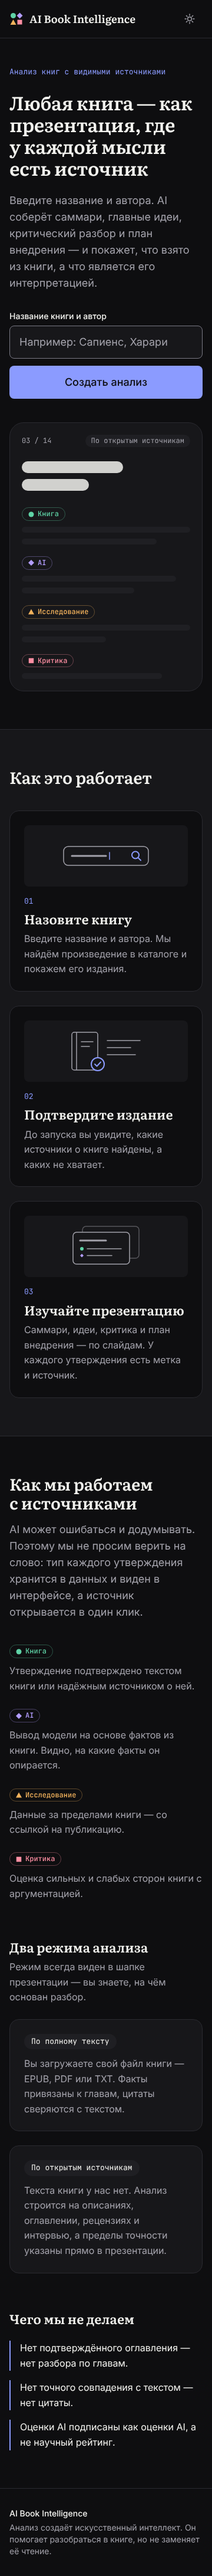 AI Book Intelligence
Анализ книг с видимыми источниками
Любая книга — как
презентация, где
у каждой мысли
есть источник
Введите название и автора. AI
соберёт саммари, главные идеи,
критический разбор и план
внедрения — и покажет, что взято
из книги, а что является его
интерпретацией.
Название книги и автор
Например: Сапиенс, Харари
Создать анализ
03 / 14
По открытым источникам
Книга
AI
Исследование
Критика
Как это работает
01
Назовите книгу
Введите название и автора. Мы
найдём произведение в каталоге и
покажем его издания.
02
Подтвердите издание
До запуска вы увидите, какие
источники о книге найдены, а
каких не хватает.
03
Изучайте презентацию
Саммари, идеи, критика и план
внедрения — по слайдам. У
каждого утверждения есть метка
и источник.
Как мы работаем
с источниками
AI может ошибаться и додумывать.
Поэтому мы не просим верить на
слово: тип каждого утверждения
хранится в данных и виден в
интерфейсе, а источник
открывается в один клик.
Книга
Утверждение подтверждено текстом
книги или надёжным источником о ней.
AI
Вывод модели на основе фактов из
книги. Видно, на какие факты он
опирается.
Исследование
Данные за пределами книги — со
ссылкой на публикацию.
Критика
Оценка сильных и слабых сторон книги с
аргументацией.
Два режима анализа
Режим всегда виден в шапке
презентации — вы знаете, на чём
основан разбор.
По полному тексту
Вы загружаете свой файл книги —
EPUB, PDF или TXT. Факты
привязаны к главам, цитаты
сверяются с текстом.
По открытым источникам
Текста книги у нас нет. Анализ
строится на описаниях,
оглавлении, рецензиях и
интервью, а пределы точности
указаны прямо в презентации.
Чего мы не делаем
Нет подтверждённого оглавления —
нет разбора по главам.
Нет точного совпадения с текстом —
нет цитаты.
Оценки AI подписаны как оценки AI, а
не научный рейтинг.
AI Book Intelligence
Анализ создаёт искусственный интеллект. Он
помогает разобраться в книге, но не заменяет
её чтение.